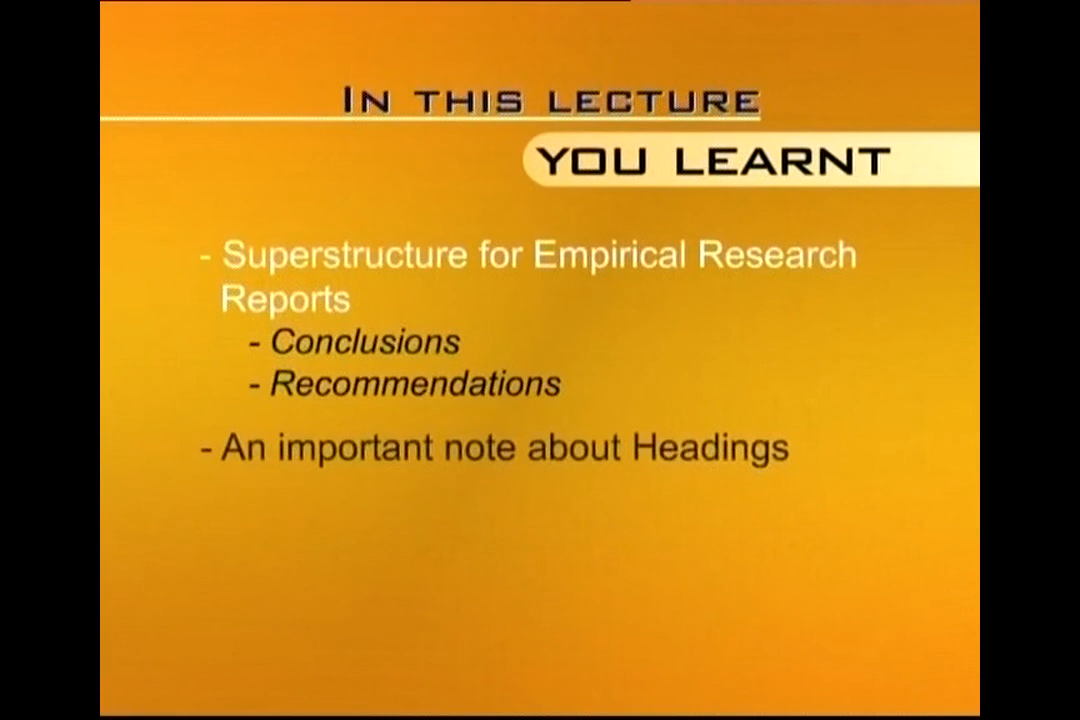 IN THIS LECTURE
YOU LEARNT
- Superstructure for Empirical Research
Reports
- Conclusions
- Recommendations
- An important note about Headings